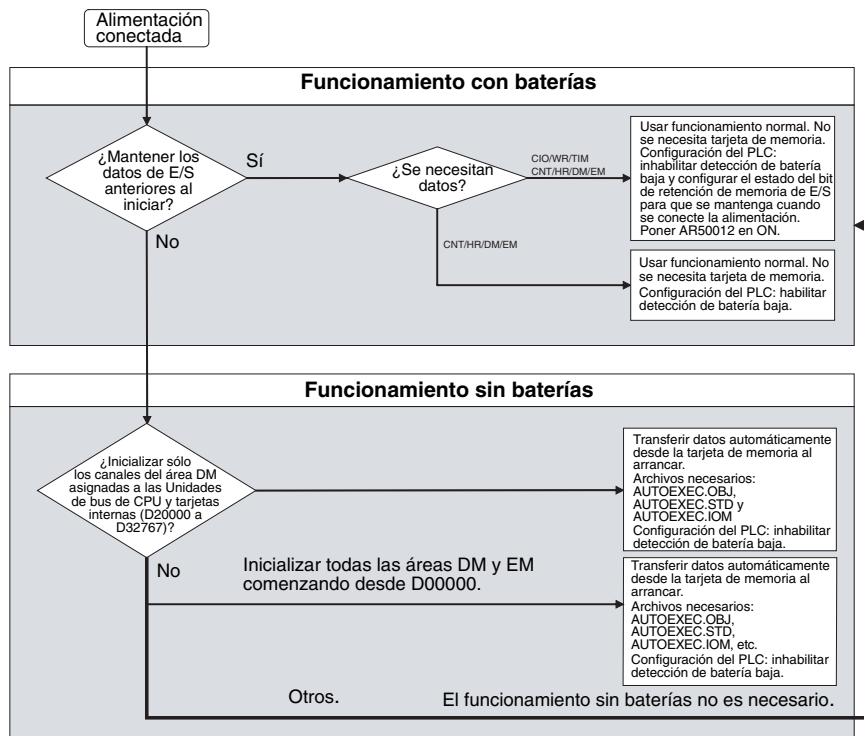 Alimentación
conectada
Funcionamiento con baterías
¿Mantener los
datos de E/S
anteriores al
iniciar?
Sí
No
¿Se necesitan
datos?
CIO/WR/TIM
CNT/HR/DM/EM
CNT/HR/DM/EM
Usar funcionamiento normal. No
se necesita tarjeta de memoria.
Configuración del PLC:
inhabilitar detección de batería
baja y configurar el estado del bit
de retención de memoria de E/S
para que se mantenga cuando
se conecte la alimentación.
Poner AR50012 en ON.
Usar funcionamiento normal. No
se necesita tarjeta de memoria.
Configuración del PLC: habilitar
detección de batería baja.
Funcionamiento sin baterías
¿Inicializar sólo
los canales del área DM
asignadas a las Unidades
de bus de CPU y tarjetas
internas (D20000 a
D32767)?
No
Transferir datos automáticamente
desde la tarjeta de memoria al
arrancar.
Archivos necesarios:
AUTOEXEC.OBJ,
AUTOEXEC.STD y
AUTOEXEC.IOM
Configuración del PLC: inhabilitar
detección de batería baja.
Inicializar todas las áreas DM y EM
comenzando desde D00000.
Transferir datos automáticamente
desde la tarjeta de memoria al
arrancar.
Archivos necesarios:
AUTOEXEC.OBJ,
AUTOEXEC.STD,
AUTOEXEC.IOM, etc.
Configuración del PLC: inhabilitar
detección de batería baja.
Otros.
El funcionamiento sin baterías no es necesario.